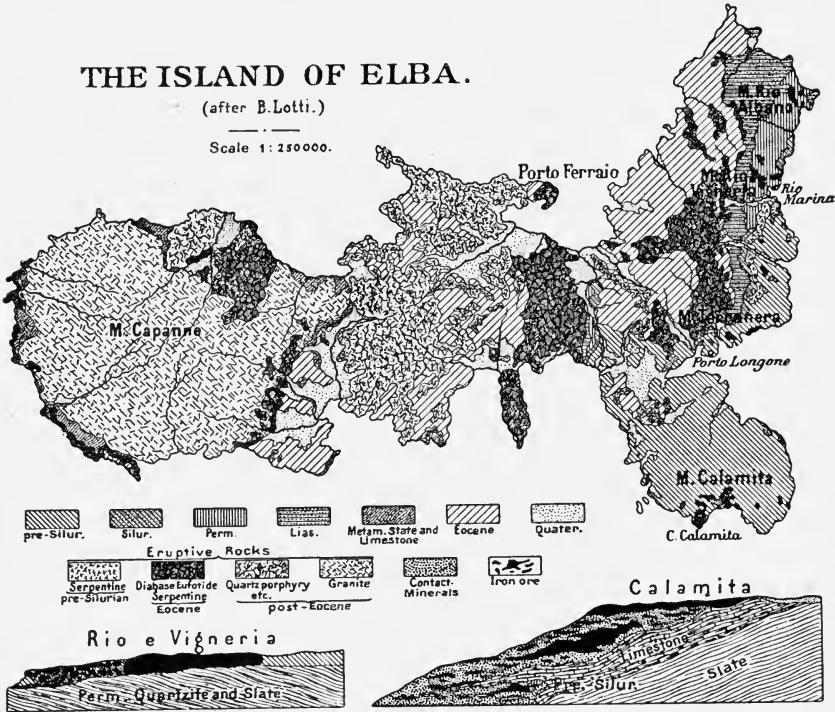 THE ISLAND OF ELBA.
(after B. Lotti.)
Scale 1:250000.
Porto Ferraio
M. Rio
Albano
M. Rio
Vigneria
Rio
Marina
M. Capanne
Porto Longone
M. Calamita
C. Calamita
pre-Silur.
Silur.
Perm.
Lias.
Metam. Slate and
Limestone
Eocene
Quater.
Eruptive Rocks
Serpentine
pre-Silurian
Diabase Eufotide
Serpentine
Eocene
Quartzporphyry
etc.
Granite
post-Eocene
Contact-
Minerals
Iron ore
Rio e Vigneria
Perm. Quartzite and Slate
Calamita
Limestone
Pre-Silur.
Slate